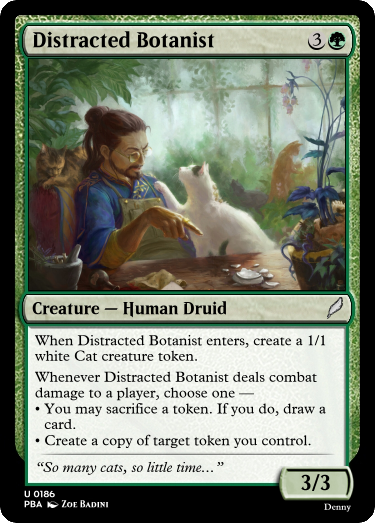 Distracted Botanist 3
Creature — Human Druid
When Distracted Botanist enters, create a 1/1
white Cat creature token.
Whenever Distracted Botanist deals combat
damage to a player, choose one —
• You may sacrifice a token. If you do, draw a
card.
• Create a copy of target token you control.
“So many cats, so little time…”
3/3
U 0186
PBA Zoe Badini
Denny